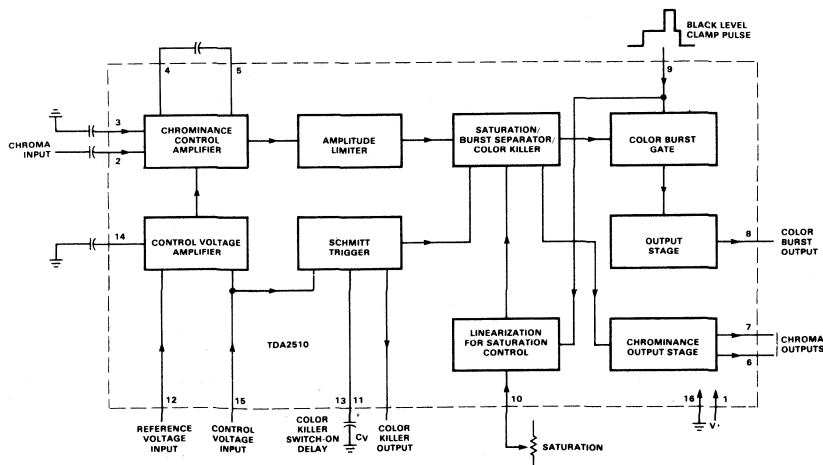 BLACK LEVEL
CLAMP PULSE
4
5
9
3
CHROMA
INPUT
2
CHROMINANCE
CONTROL
AMPLIFIER
AMPLITUDE
LIMITER
SATURATION/
BURST SEPARATOR/
COLOR KILLER
COLOR BURST
GATE
14
CONTROL VOLTAGE
AMPLIFIER
SCHMITT
TRIGGER
OUTPUT
STAGE
8
COLOR
BURST
OUTPUT
TDA2510
LINEARIZATION
FOR SATURATION
CONTROL
CHROMINANCE
OUTPUT STAGE
7
CHROMA
OUTPUTS
6
12
15
13
11
10
16
1
REFERENCE
VOLTAGE
INPUT
CONTROL
VOLTAGE
INPUT
COLOR
KILLER
SWITCH-ON
DELAY
CV
COLOR
KILLER
OUTPUT
SATURATION
V+